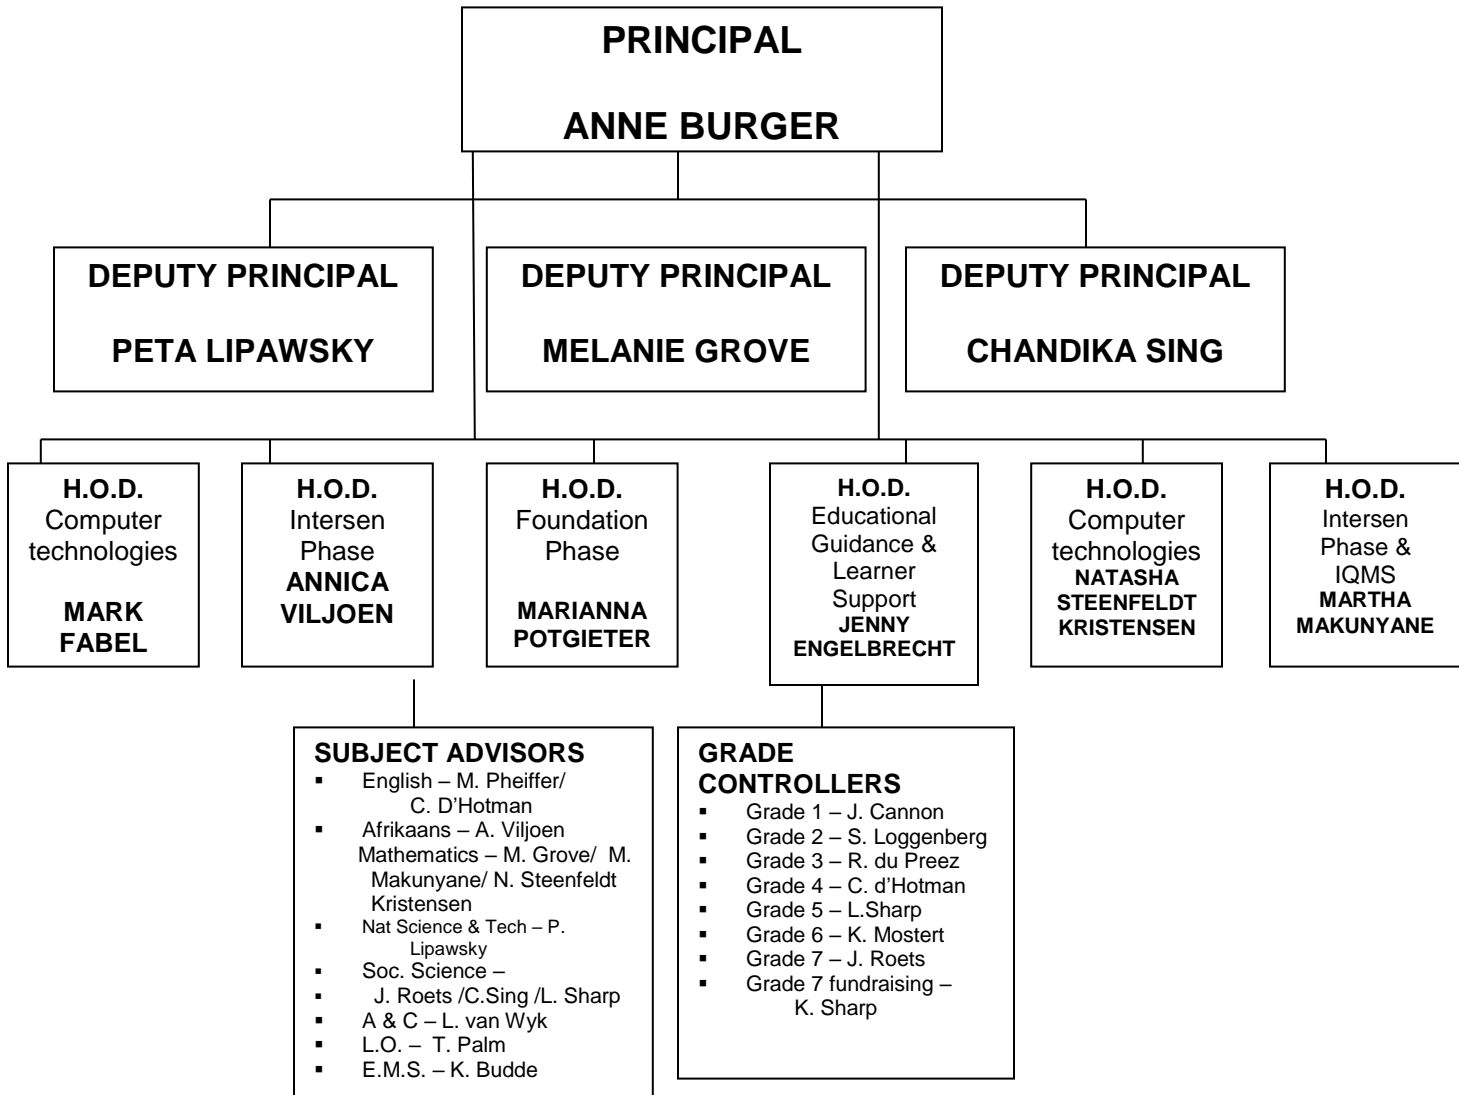 PRINCIPAL
ANNE BURGER
DEPUTY PRINCIPAL
PETA LIPAWSKY
DEPUTY PRINCIPAL
MELANIE GROVE
DEPUTY PRINCIPAL
CHANDIKA SING
H.O.D.
Computer
technologies
MARK
FABEL
H.O.D.
Intersen
Phase
ANNICA
VILJOEN
H.O.D.
Foundation
Phase
MARIANNA
POTGIETER
H.O.D.
Educational
Guidance &
Learner
Support
JENNY
ENGELBRECHT
H.O.D.
Computer
technologies
NATASHA
STEENFELDT
KRISTENSEN
H.O.D.
Intersen
Phase &
IQMS
MARTHA
MAKUNYANE
SUBJECT ADVISORS
▪ English – M. Pheiffer/
C. D’Hotman
▪ Afrikaans – A. Viljoen
Mathematics – M. Grove/ M.
Makunyane/ N. Steenfeldt
Kristensen
▪ Nat Science & Tech – P.
Lipawsky
▪ Soc. Science –
▪ J. Roets /C.Sing /L. Sharp
▪ A & C – L. van Wyk
▪ L.O. – T. Palm
▪ E.M.S. – K. Budde
GRADE
CONTROLLERS
▪ Grade 1 – J. Cannon
▪ Grade 2 – S. Loggenberg
▪ Grade 3 – R. du Preez
▪ Grade 4 – C. d’Hotman
▪ Grade 5 – L.Sharp
▪ Grade 6 – K. Mostert
▪ Grade 7 – J. Roets
▪ Grade 7 fundraising –
K. Sharp